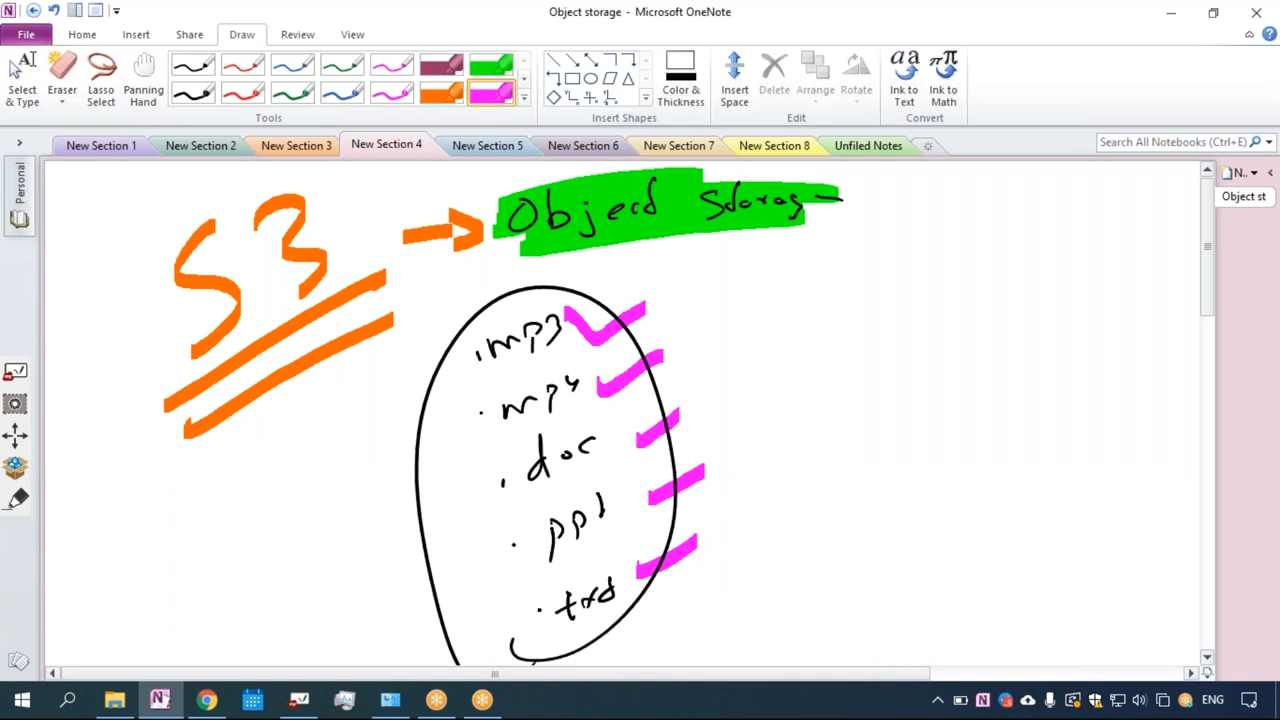 Object storage - Microsoft OneNote
File Home Insert Share Draw Review View
Select & Type
Eraser
Lasso Select
Panning Hand
Color & Thickness
Insert Space
Delete
Arrange
Rotate
Ink to Text
Ink to Math
Tools Insert Shapes Edit Convert
New Section 1 New Section 2 New Section 3 New Section 4 New Section 5 New Section 6 New Section 7 New Section 8 Unfiled Notes Search All Notebooks (Ctrl+E)
Personal
N..
Object st
S3 Object Storag
.mp3
.mp4
.doc
.ppt
.txt
ENG